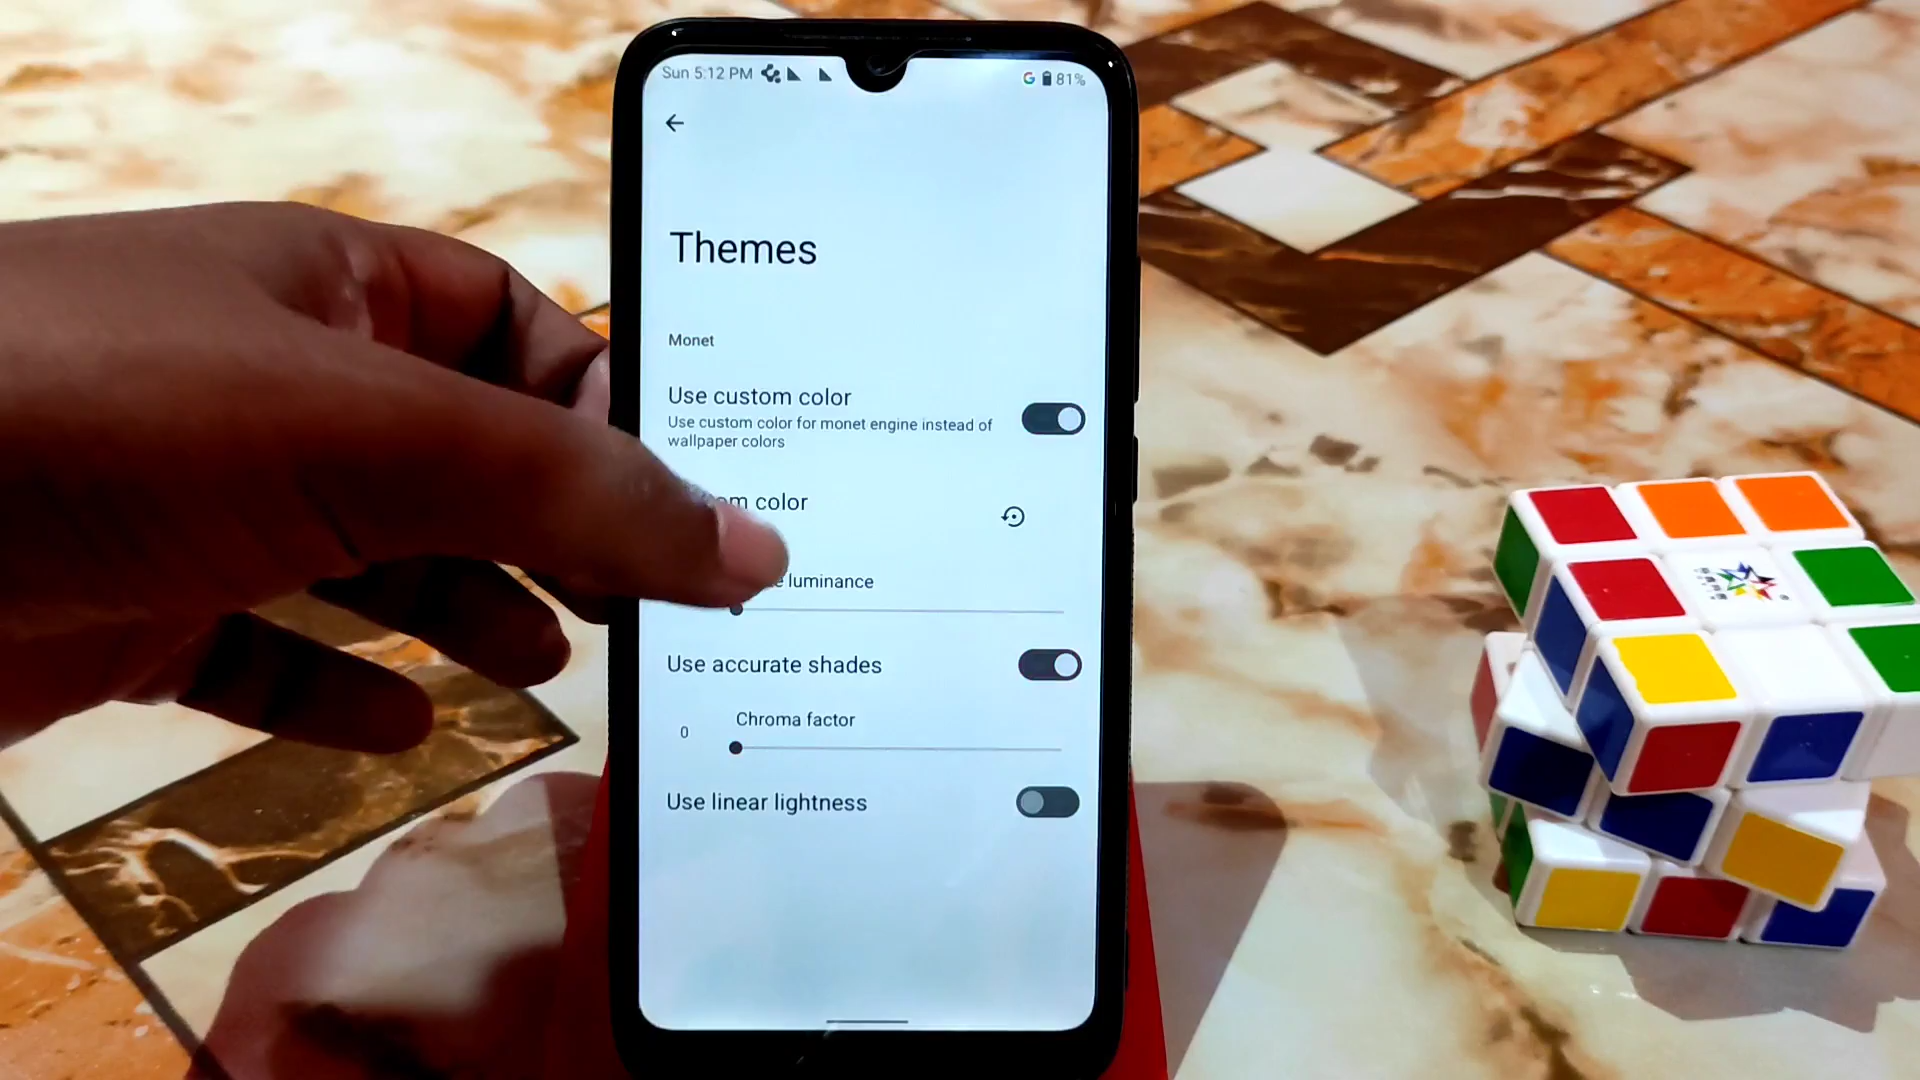 Sun 5:12 PM
G 81%
Themes
Monet
Use custom color
Use custom color for monet engine instead of
wallpaper colors
color
luminance
Use accurate shades
Chroma factor
0
Use linear lightness